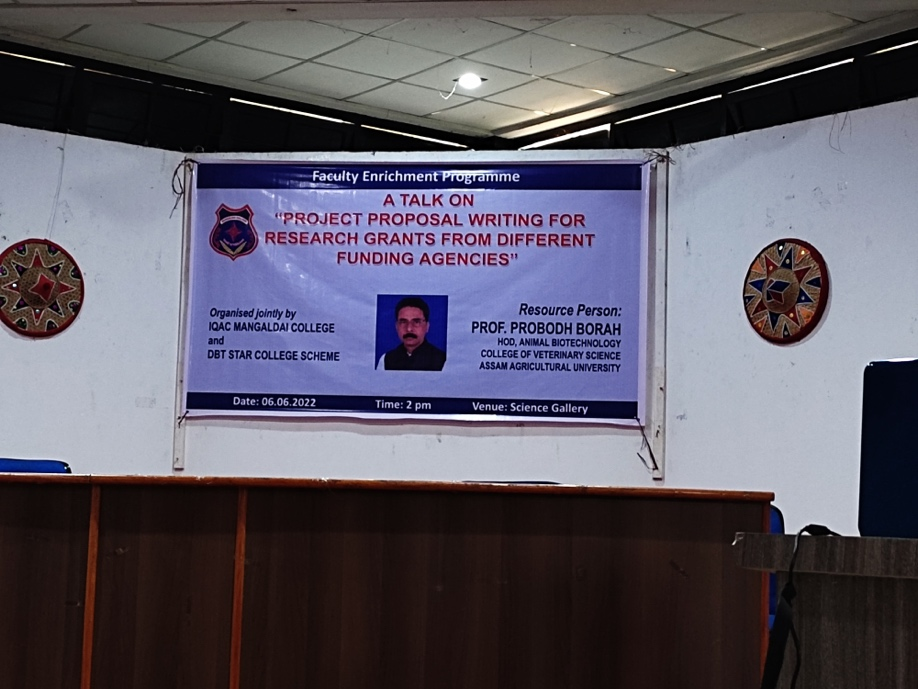 Faculty Enrichment Programme
A TALK ON
“PROJECT PROPOSAL WRITING FOR
RESEARCH GRANTS FROM DIFFERENT
FUNDING AGENCIES”
Organised jointly by
IQAC MANGALDAI COLLEGE
and
DBT STAR COLLEGE SCHEME
Resource Person:
PROF. PROBODH BORAH
HOD, ANIMAL BIOTECHNOLOGY
COLLEGE OF VETERINARY SCIENCE
ASSAM AGRICULTURAL UNIVERSITY
Date: 06.06.2022 Time: 2 pm Venue: Science Gallery